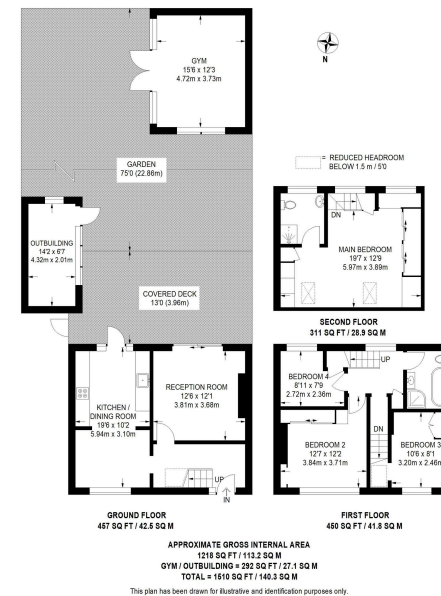 GYM
15'6 x 12'3
4.72m x 3.73m
N
= REDUCED HEADROOM
BELOW 1.5 m / 5'0
GARDEN
75'0 (22.86m)
OUTBUILDING
14'2 x 6'7
4.32m x 2.01m
DN
MAIN BEDROOM
19'7 x 12'9
5.97m x 3.89m
COVERED DECK
13'0 (3.96m)
SECOND FLOOR
311 SQ FT / 28.9 SQ M
KITCHEN /
DINING ROOM
19'6 x 10'2
5.94m x 3.10m
RECEPTION ROOM
12'6 x 12'1
3.81m x 3.68m
UP
IN
UP
BEDROOM 4
8'11 x 7'9
2.72m x 2.36m
BEDROOM 2
12'7 x 12'2
3.84m x 3.71m
DN
BEDROOM 3
10'6 x 8'1
3.20m x 2.46m
GROUND FLOOR
457 SQ FT / 42.5 SQ M
FIRST FLOOR
450 SQ FT / 41.8 SQ M
APPROXIMATE GROSS INTERNAL AREA
1218 SQ FT / 113.2 SQ M
GYM / OUTBUILDING = 292 SQ FT / 27.1 SQ M
TOTAL = 1510 SQ FT / 140.3 SQ M
This plan has been drawn for illustrative and identification purposes only.